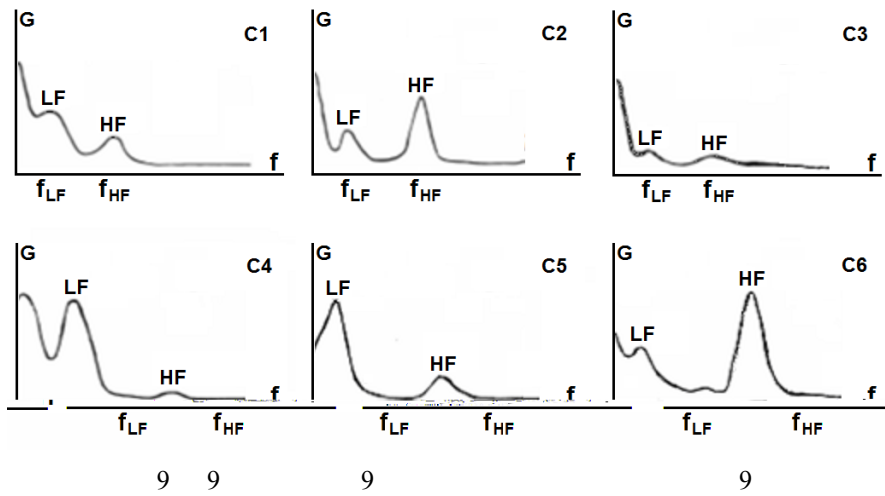 G C1 G C2 G C3
LF HF LF HF LF HF
f f f
fLF fHF fLF fHF fLF fHF
G C4 G C5 G C6
LF HF LF HF LF HF
f f f
fLF fHF fLF fHF fLF fHF
9 9 9 9